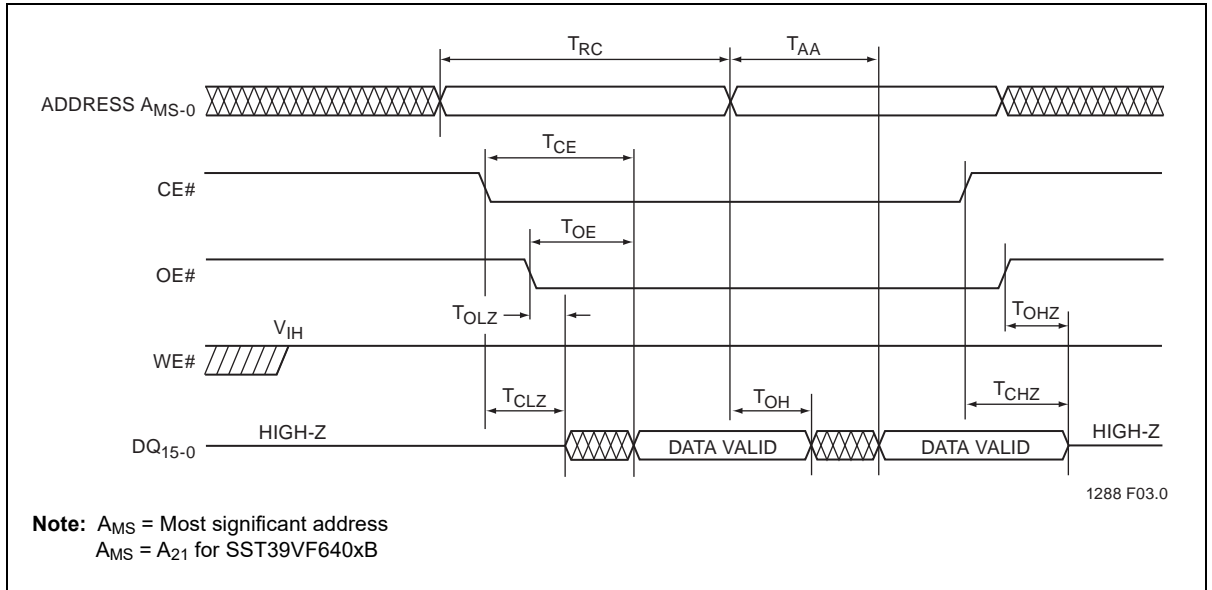 TRC
TAA
ADDRESS AMS-0
TCE
CE#
TOE
OE#
TOLZ
TOHZ
VIH
WE#
TCLZ
TOH
TCHZ
HIGH-Z
DATA VALID
DATA VALID
HIGH-Z
DQ15-0
1288 F03.0
Note: AMS = Most significant address
AMS = A21 for SST39VF640xB